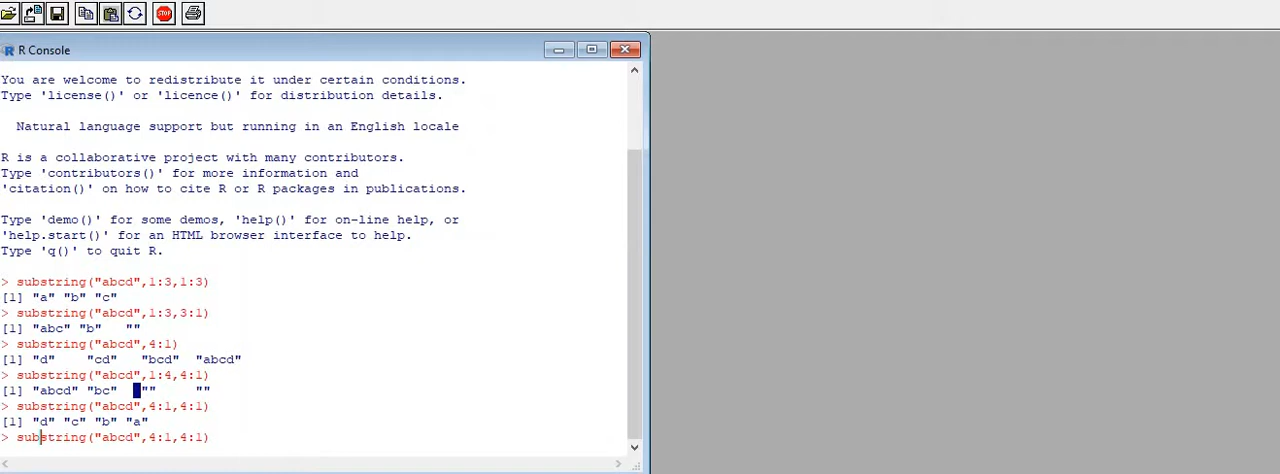 R Console
You are welcome to redistribute it under certain conditions.
Type 'license()' or 'licence()' for distribution details.
Natural language support but running in an English locale
R is a collaborative project with many contributors.
Type 'contributors()' for more information and
'citation()' on how to cite R or R packages in publications.
Type 'demo()' for some demos, 'help()' for on-line help, or
'help.start()' for an HTML browser interface to help.
Type 'q()' to quit R.
> substring("abcd",1:3,1:3)
[1] "a" "b" "c"
> substring("abcd",1:3,3:1)
[1] "abc" "b"   ""
> substring("abcd",4:1)
[1] "d"    "cd"   "bcd"  "abcd"
> substring("abcd",1:4,4:1)
[1] "abcd" "bc"   ""     ""
> substring("abcd",4:1,4:1)
[1] "d" "c" "b" "a"
> substring("abcd",4:1,4:1)